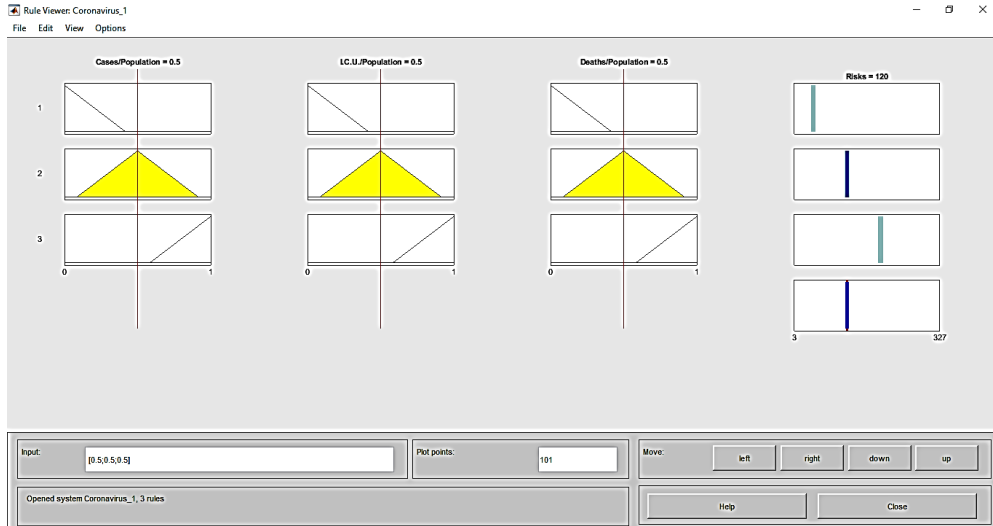 Rule Viewer: Coronavirus_1
File Edit View Options
Cases/Population = 0.5
I.C.U./Population = 0.5
Deaths/Population = 0.5
Risks = 120
1
2
3
0 1
0 1
0 1
3 327
Input:
[0.5;0.5;0.5]
Plot points:
101
Move:
left right down up
Opened system Coronavirus_1, 3 rules
Help Close